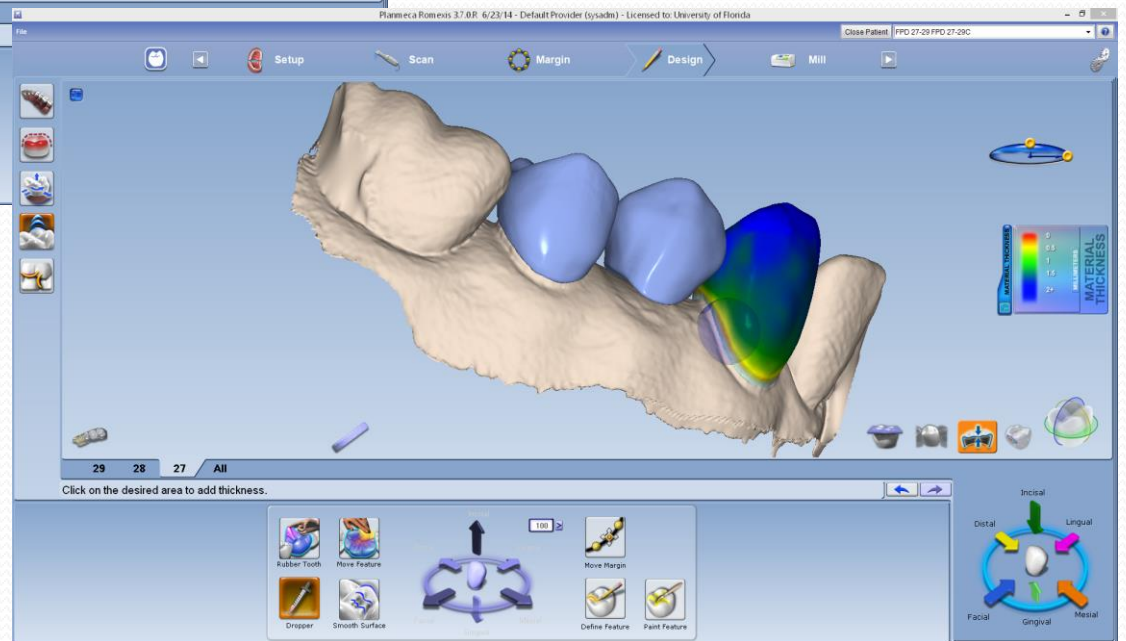 Planmeca Romexis 3.7.0.R 6/23/14 - Default Provider (sysadm) - Licensed to: University of Florida
File
Close Patient FPD 27-29 FPD 27-29C
Setup Scan Margin Design Mill
MATERIAL THICKNESS
0
0.5
1
1.5
2+
MILLIMETERS
MATERIAL THICKNESS
29 28 27 All
Click on the desired area to add thickness.
Rubber Tooth Move Feature
100
Move Margin
Dropper Smooth Surface
Define Feature Paint Feature
Incisal
Distal Lingual
Facial Gingival Mesial